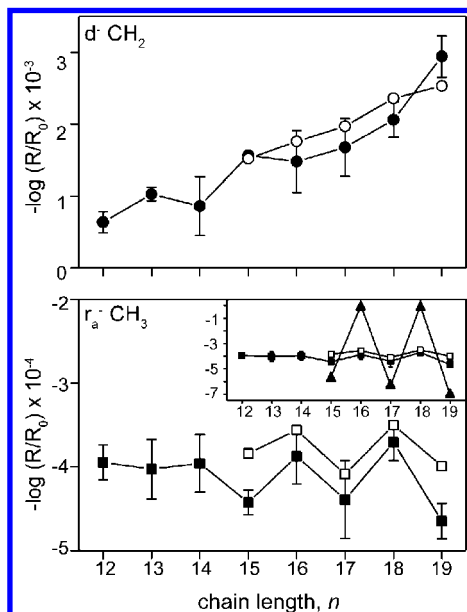 d⁻ CH₂
-log (R/R₀) x 10⁻³
3
2
1
0
rₐ⁻ CH₃
-log (R/R₀) x 10⁻⁴
-2
-3
-4
-5
-1
-3
-5
-7
12 13 14 15 16 17 18 19
12 13 14 15 16 17 18 19
chain length, n